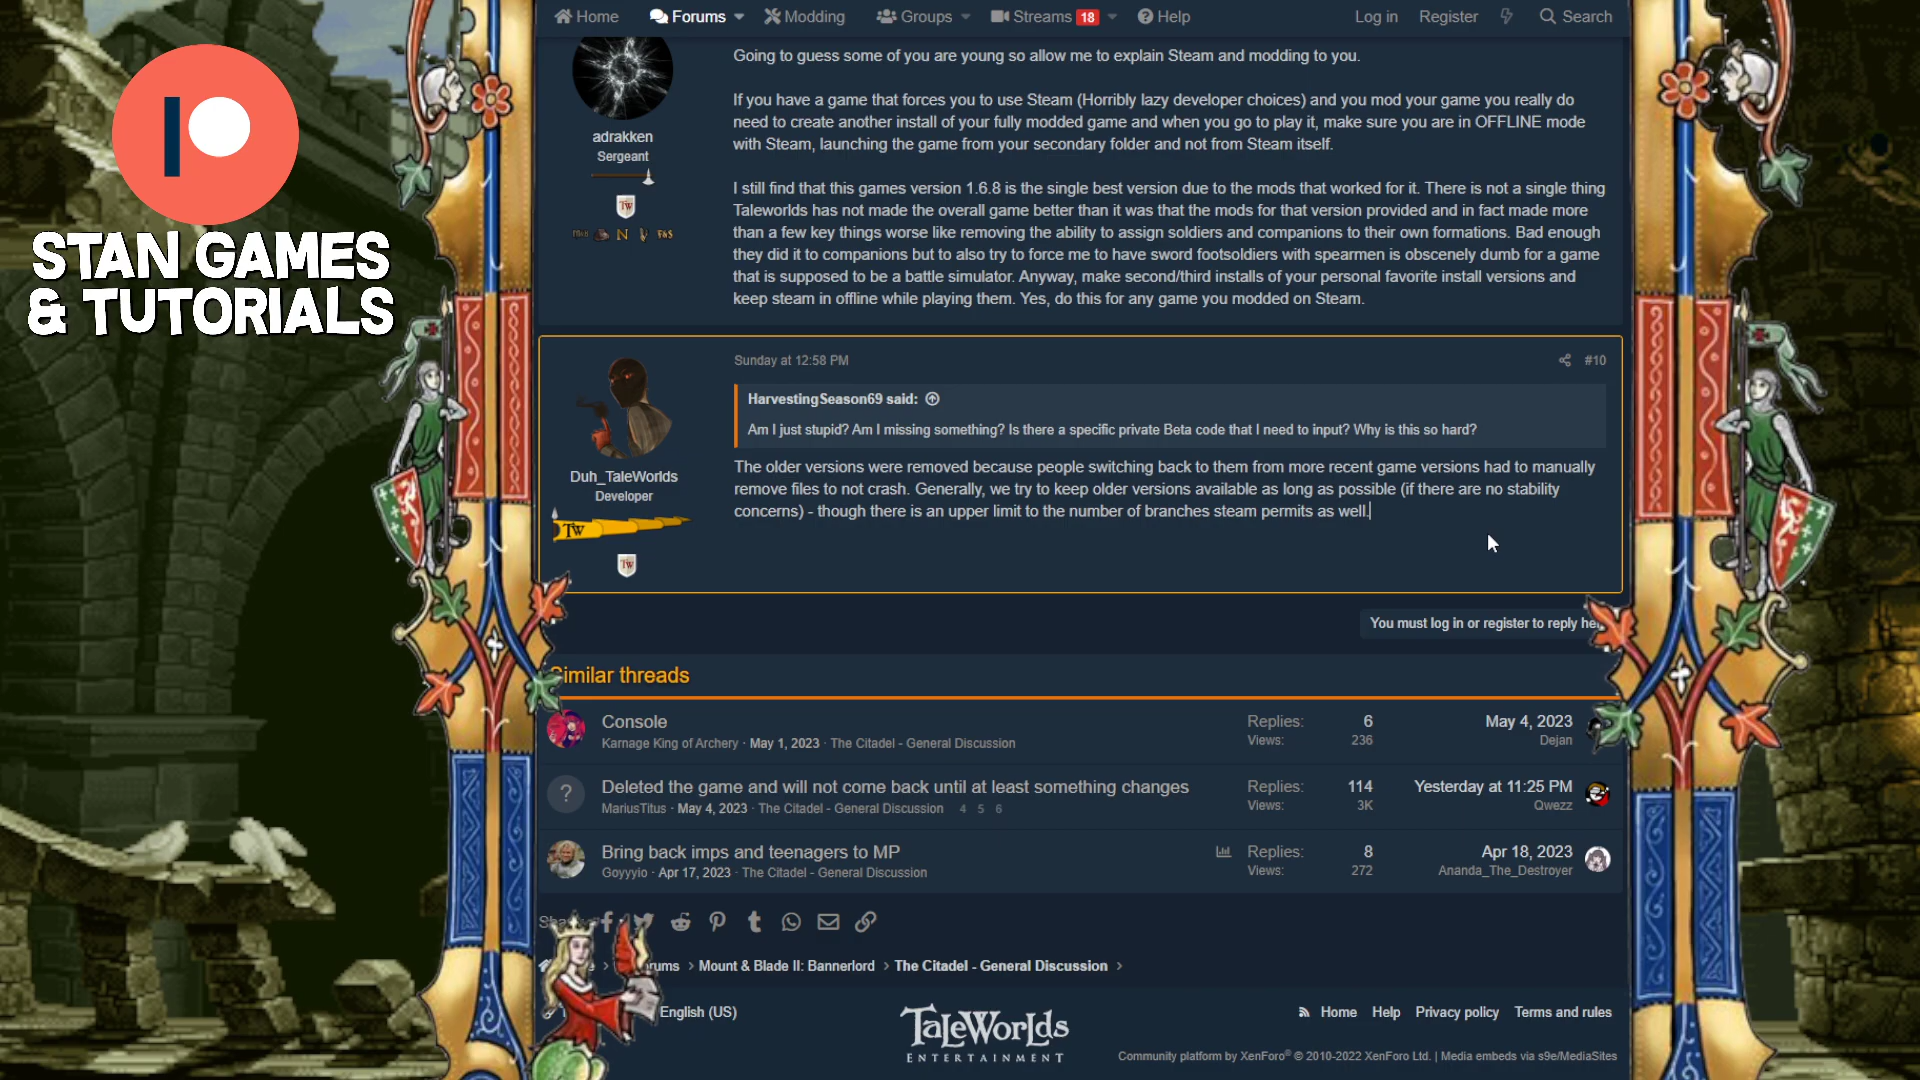 Home
Forums
Modding
Groups
Streams 18
Help
Log in
Register
Search
STAN GAMES
& TUTORIALS
adrakken
Sergeant
TW
Going to guess some of you are young so allow me to explain Steam and modding to you.
If you have a game that forces you to use Steam (Horribly lazy developer choices) and you mod your game you really do
need to create another install of your fully modded game and when you go to play it, make sure you are in OFFLINE mode
with Steam, launching the game from your secondary folder and not from Steam itself.
I still find that this games version 1.6.8 is the single best version due to the mods that worked for it. There is not a single thing
Taleworlds has not made the overall game better than it was that the mods for that version provided and in fact made more
than a few key things worse like removing the ability to assign soldiers and companions to their own formations. Bad enough
they did it to companions but to also try to force me to have sword footsoldiers with spearmen is obscenely dumb for a game
that is supposed to be a battle simulator. Anyway, make second/third installs of your personal favorite install versions and
keep steam in offline while playing them. Yes, do this for any game you modded on Steam.
Duh_TaleWorlds
Developer
TW
TW
Sunday at 12:58 PM
#10
HarvestingSeason69 said:
Am I just stupid? Am I missing something? Is there a specific private Beta code that I need to input? Why is this so hard?
The older versions were removed because people switching back to them from more recent game versions had to manually
remove files to not crash. Generally, we try to keep older versions available as long as possible (if there are no stability
concerns) - though there is an upper limit to the number of branches steam permits as well.
You must log in or register to reply he
Similar threads
Console
Karnage King of Archery · May 1, 2023 · The Citadel - General Discussion
Replies: 6
Views: 236
May 4, 2023
Dejan
Deleted the game and will not come back until at least something changes
MariusTitus · May 4, 2023 · The Citadel - General Discussion 4 5 6
Replies: 114
Views: 3K
Yesterday at 11:25 PM
Qwezz
Bring back imps and teenagers to MP
Goyyyio · Apr 17, 2023 · The Citadel - General Discussion
Replies: 8
Views: 272
Apr 18, 2023
Ananda_The_Destroyer
Mount & Blade II: Bannerlord
The Citadel - General Discussion
English (US)
TALEWORLDS
ENTERTAINMENT
Home
Help
Privacy policy
Terms and rules
Community platform by XenForo® © 2010-2022 XenForo Ltd. | Media embeds via s9e/MediaSites